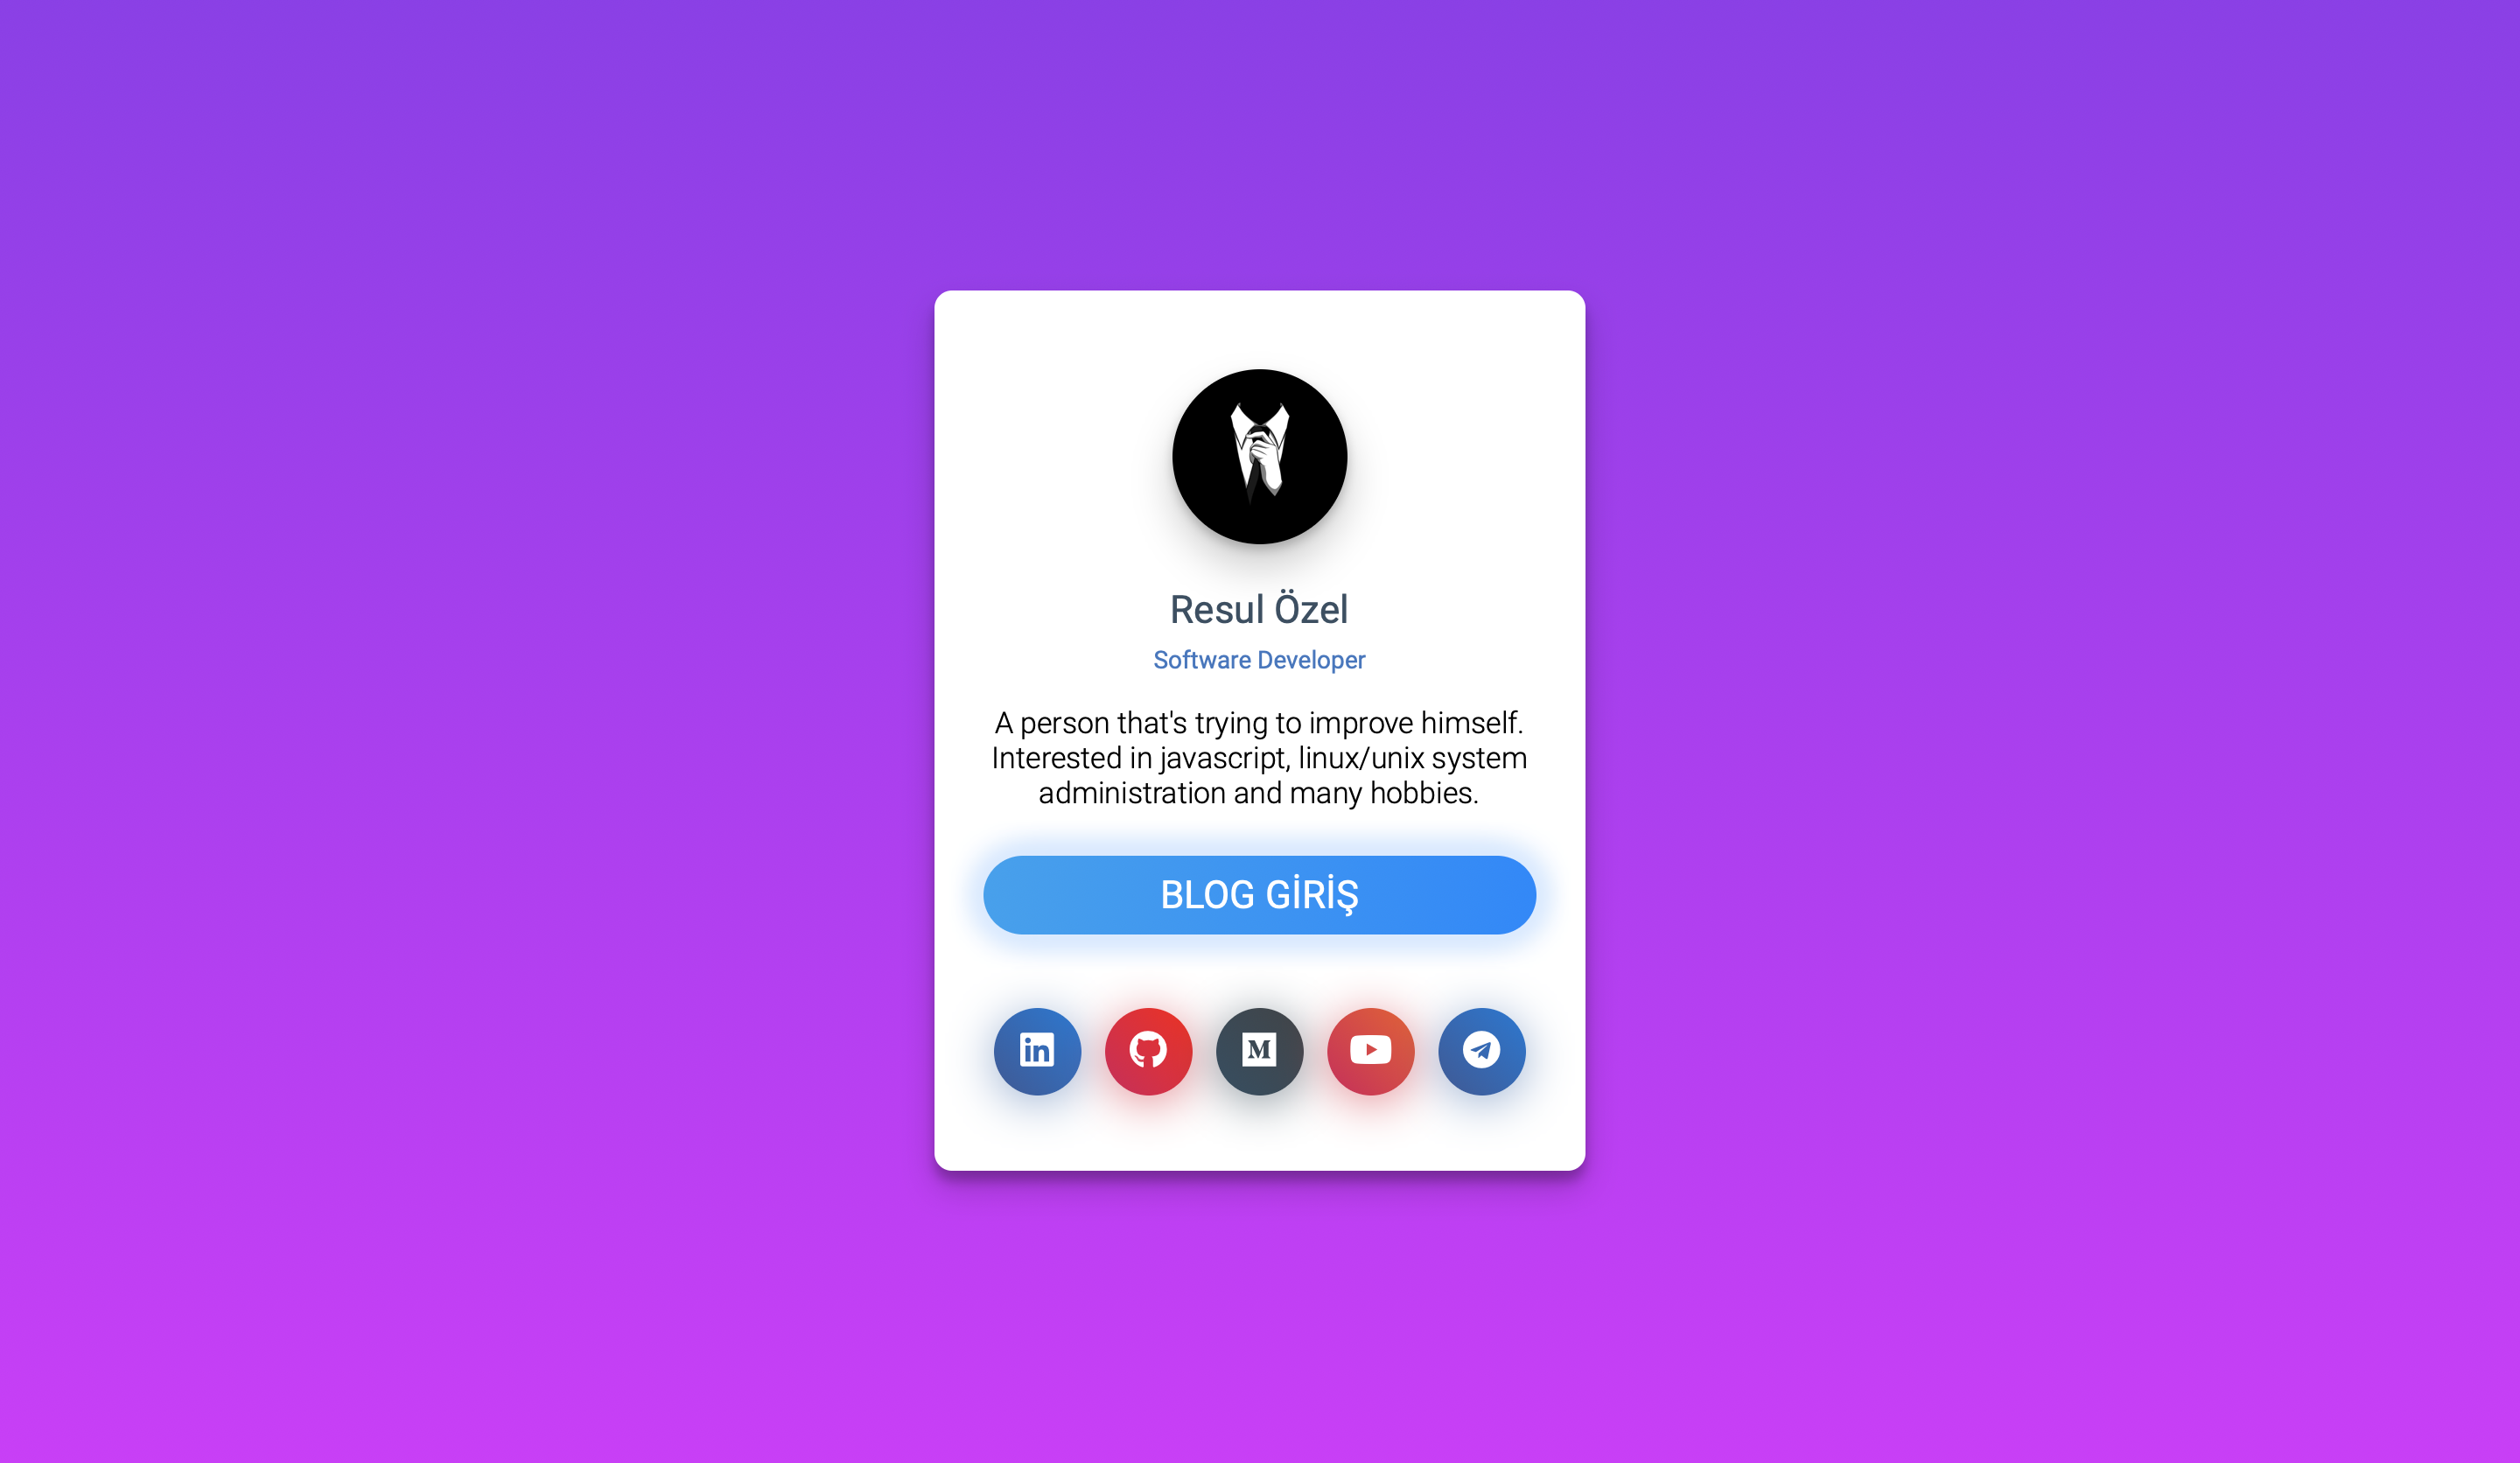 Resul Özel
Software Developer
A person that's trying to improve himself.
Interested in javascript, linux/unix system
administration and many hobbies.
BLOG GİRİŞ